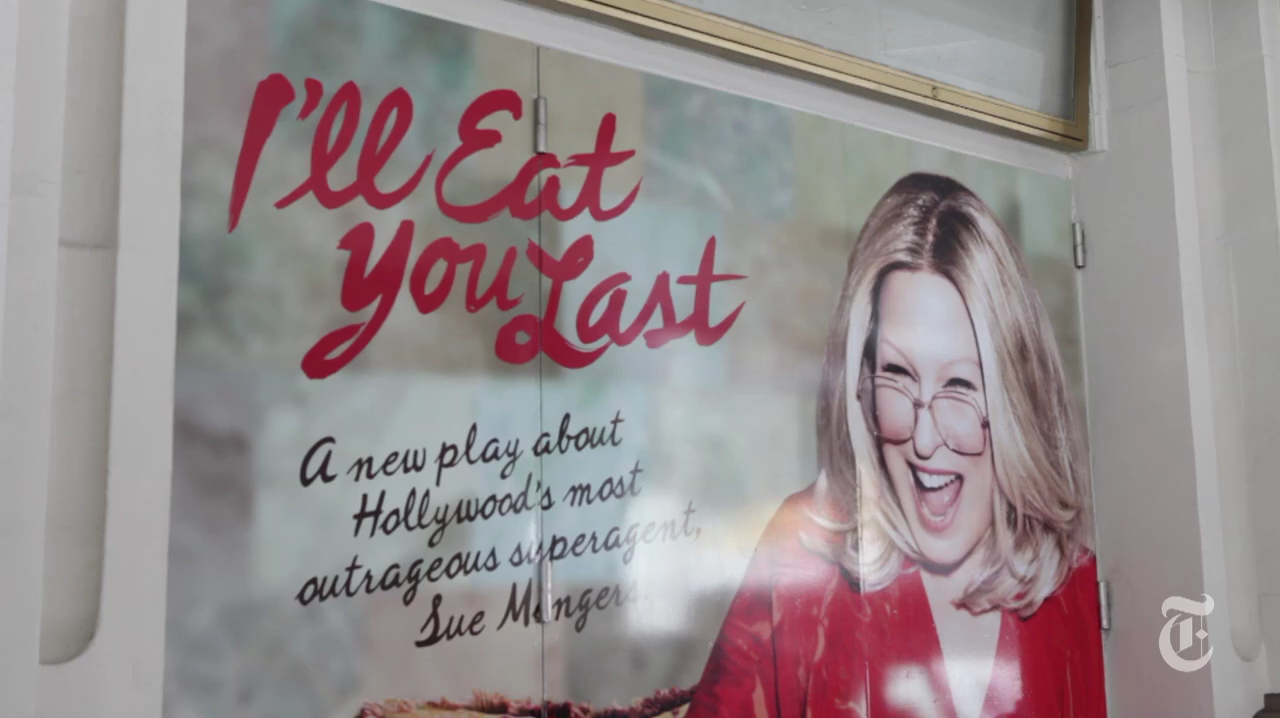 I'll Eat
You Last
A new play about
Hollywood's most
outrageous superagent,
Sue Mengers.
T